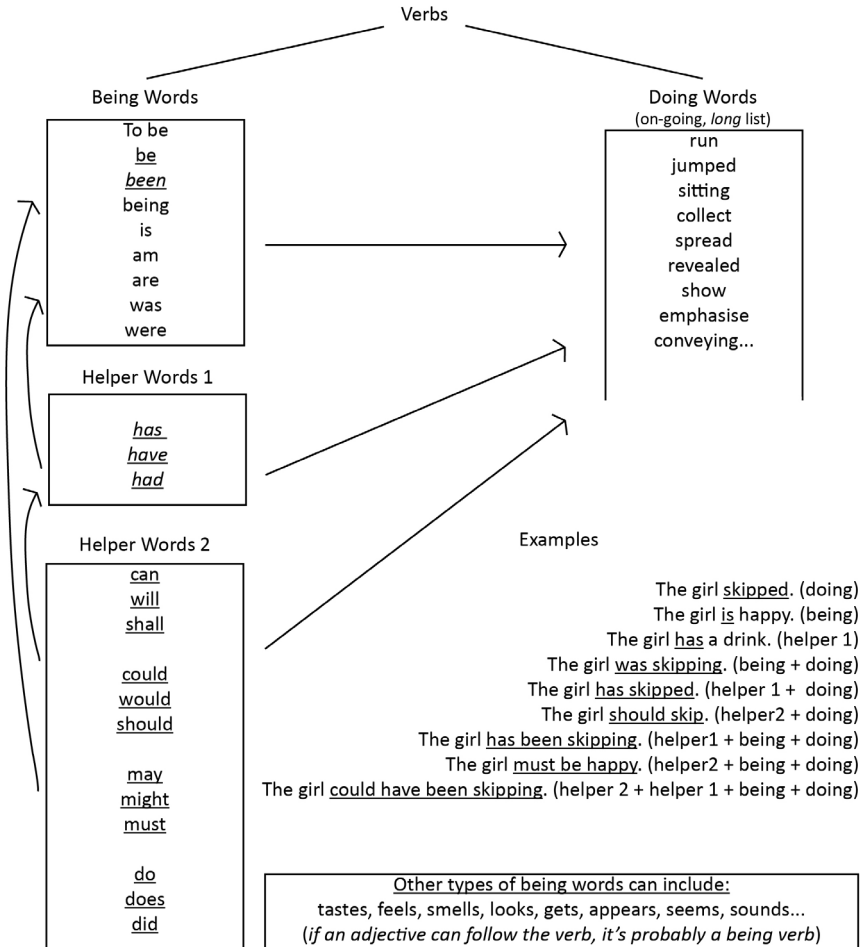 Verbs
Being Words
To be
be
been
being
is
am
are
was
were
Helper Words 1
has
have
had
Helper Words 2
can
will
shall
could
would
should
may
might
must
do
does
did
Doing Words
(on-going, long list)
run
jumped
sitting
collect
spread
revealed
show
emphasise
conveying...
Examples
The girl skipped. (doing)
The girl is happy. (being)
The girl has a drink. (helper 1)
The girl was skipping. (being + doing)
The girl has skipped. (helper 1 + doing)
The girl should skip. (helper2 + doing)
The girl has been skipping. (helper1 + being + doing)
The girl must be happy. (helper2 + being + doing)
The girl could have been skipping. (helper 2 + helper 1 + being + doing)
Other types of being words can include:
tastes, feels, smells, looks, gets, appears, seems, sounds...
(if an adjective can follow the verb, it's probably a being verb)